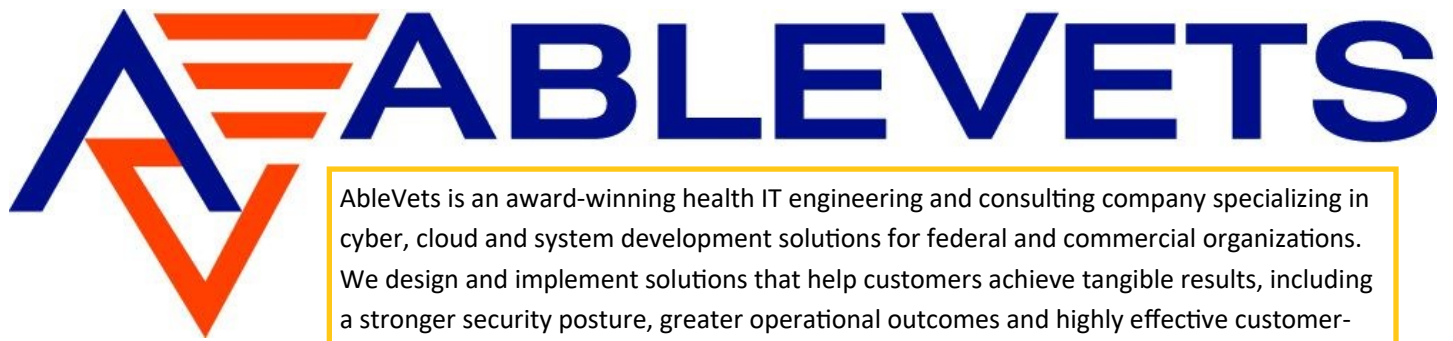 ABLEVETS
AbleVets is an award-winning health IT engineering and consulting company specializing in
cyber, cloud and system development solutions for federal and commercial organizations.
We design and implement solutions that help customers achieve tangible results, including
a stronger security posture, greater operational outcomes and highly effective customer-